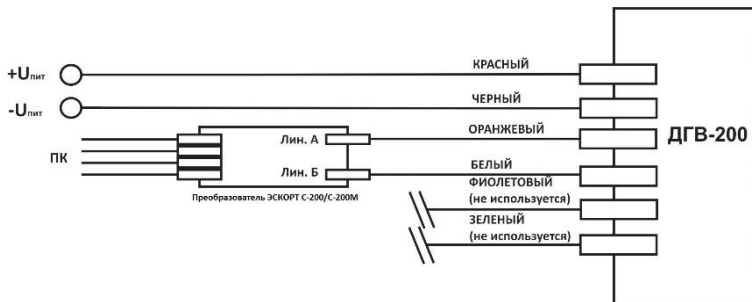 КРАСНЫЙ
+Uпит
ЧЕРНЫЙ
-Uпит
ОРАНЖЕВЫЙ
ДГВ-200
Лин. А
ПК
БЕЛЫЙ
Лин. Б
ФИОЛЕТОВЫЙ
(не используется)
Преобразователь ЭСКОРТ С-200/С-200М
ЗЕЛЕНЫЙ
(не используется)